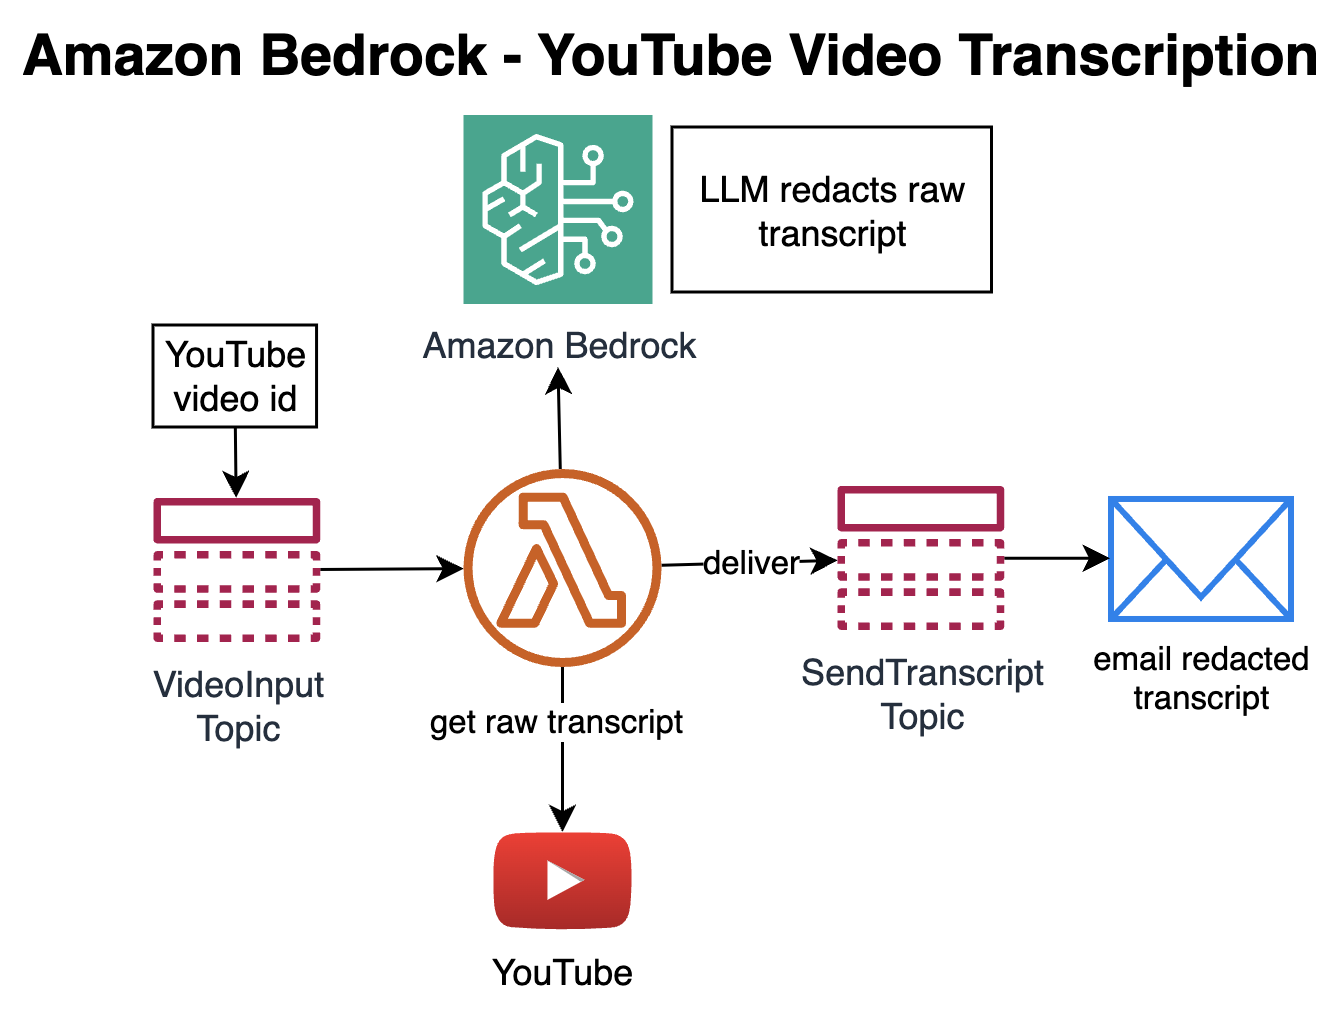 Amazon Bedrock - YouTube Video Transcription
LLM redacts raw
transcript
Amazon Bedrock
YouTube
video id
deliver
VideoInput
Topic
get raw transcript
SendTranscript
Topic
email redacted
transcript
YouTube